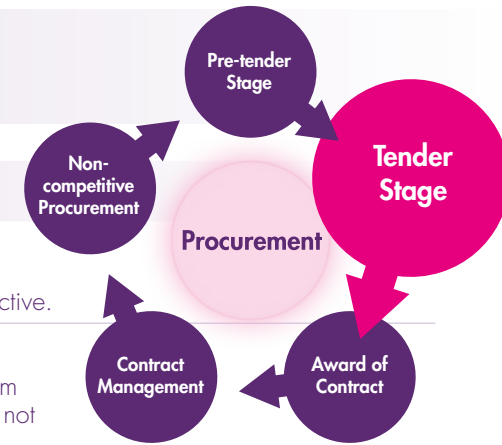 Pre-tender
Stage
Tender
Stage
Non-
competitive
Procurement
Procurement
ctive.
Contract
Management
Award of
Contract
m
not